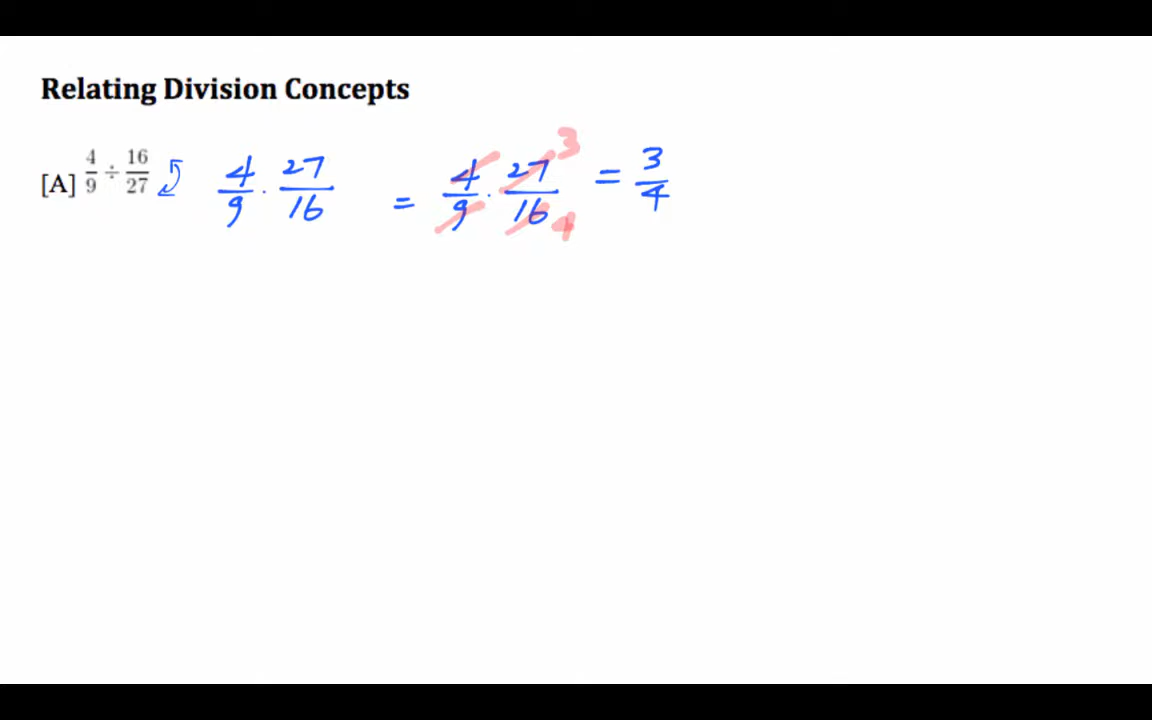 Relating Division Concepts
[A] 4/9 ÷ 16/27 4/9 · 27/16 = 4/9 · 27/16 3 4 = 3/4